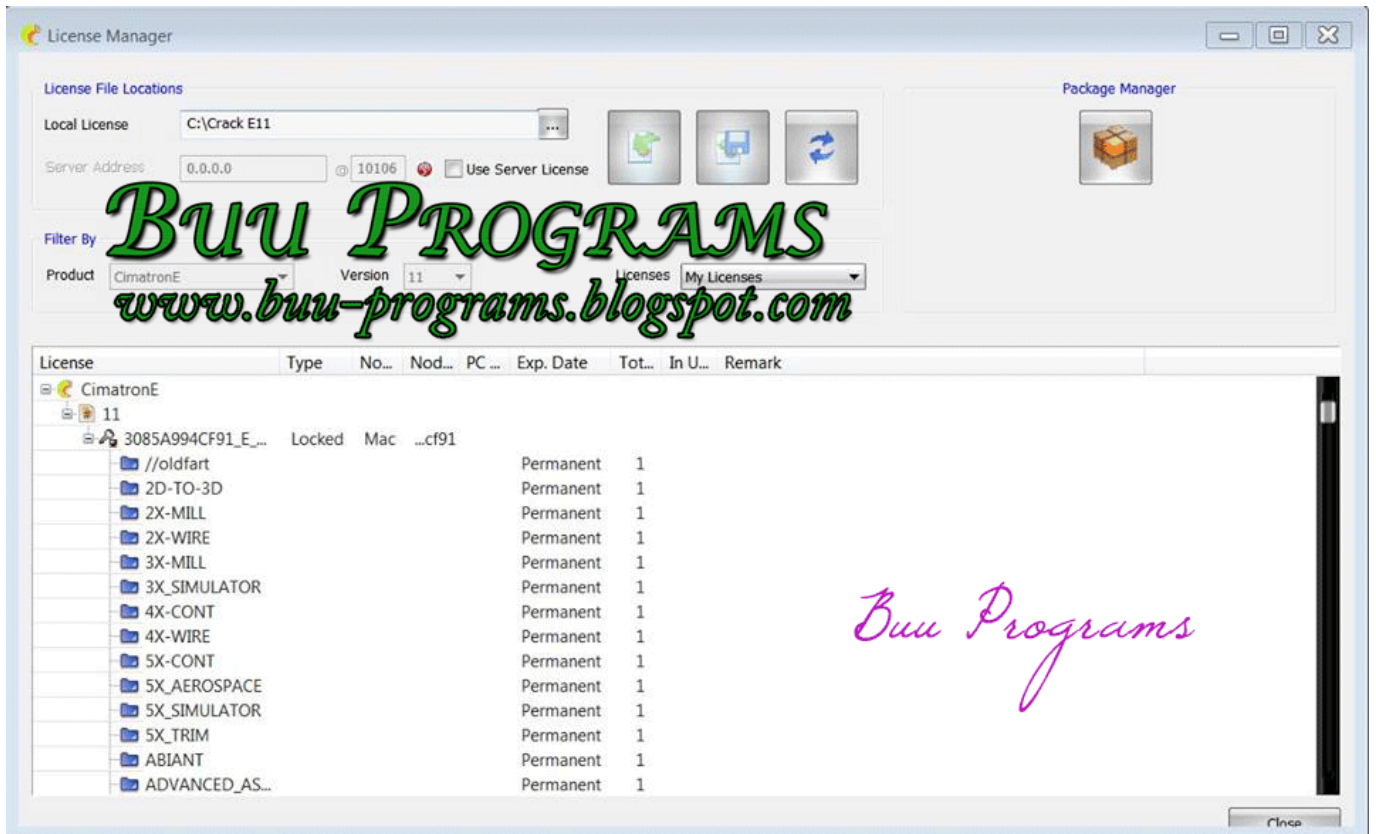 License Manager
License File Locations
Package Manager
Local License C:\Crack E11 ...
Server Address 0.0.0.0 @ 10106 Use Server License
BUU PROGRAMS
Filter By
Product CimatronE Version 11 Licenses My Licenses
www.buu-programs.blogspot.com
License Type No... Nod... PC ... Exp. Date Tot... In U... Remark
CimatronE
11
3085A994CF91_E_... Locked Mac ...cf91
//oldfart Permanent 1
2D-TO-3D Permanent 1
2X-MILL Permanent 1
2X-WIRE Permanent 1
3X-MILL Permanent 1
3X_SIMULATOR Permanent 1
4X-CONT Permanent 1
4X-WIRE Permanent 1
Buu Programs
5X-CONT Permanent 1
5X_AEROSPACE Permanent 1
5X_SIMULATOR Permanent 1
5X_TRIM Permanent 1
ABIANT Permanent 1
ADVANCED_AS... Permanent 1
Close